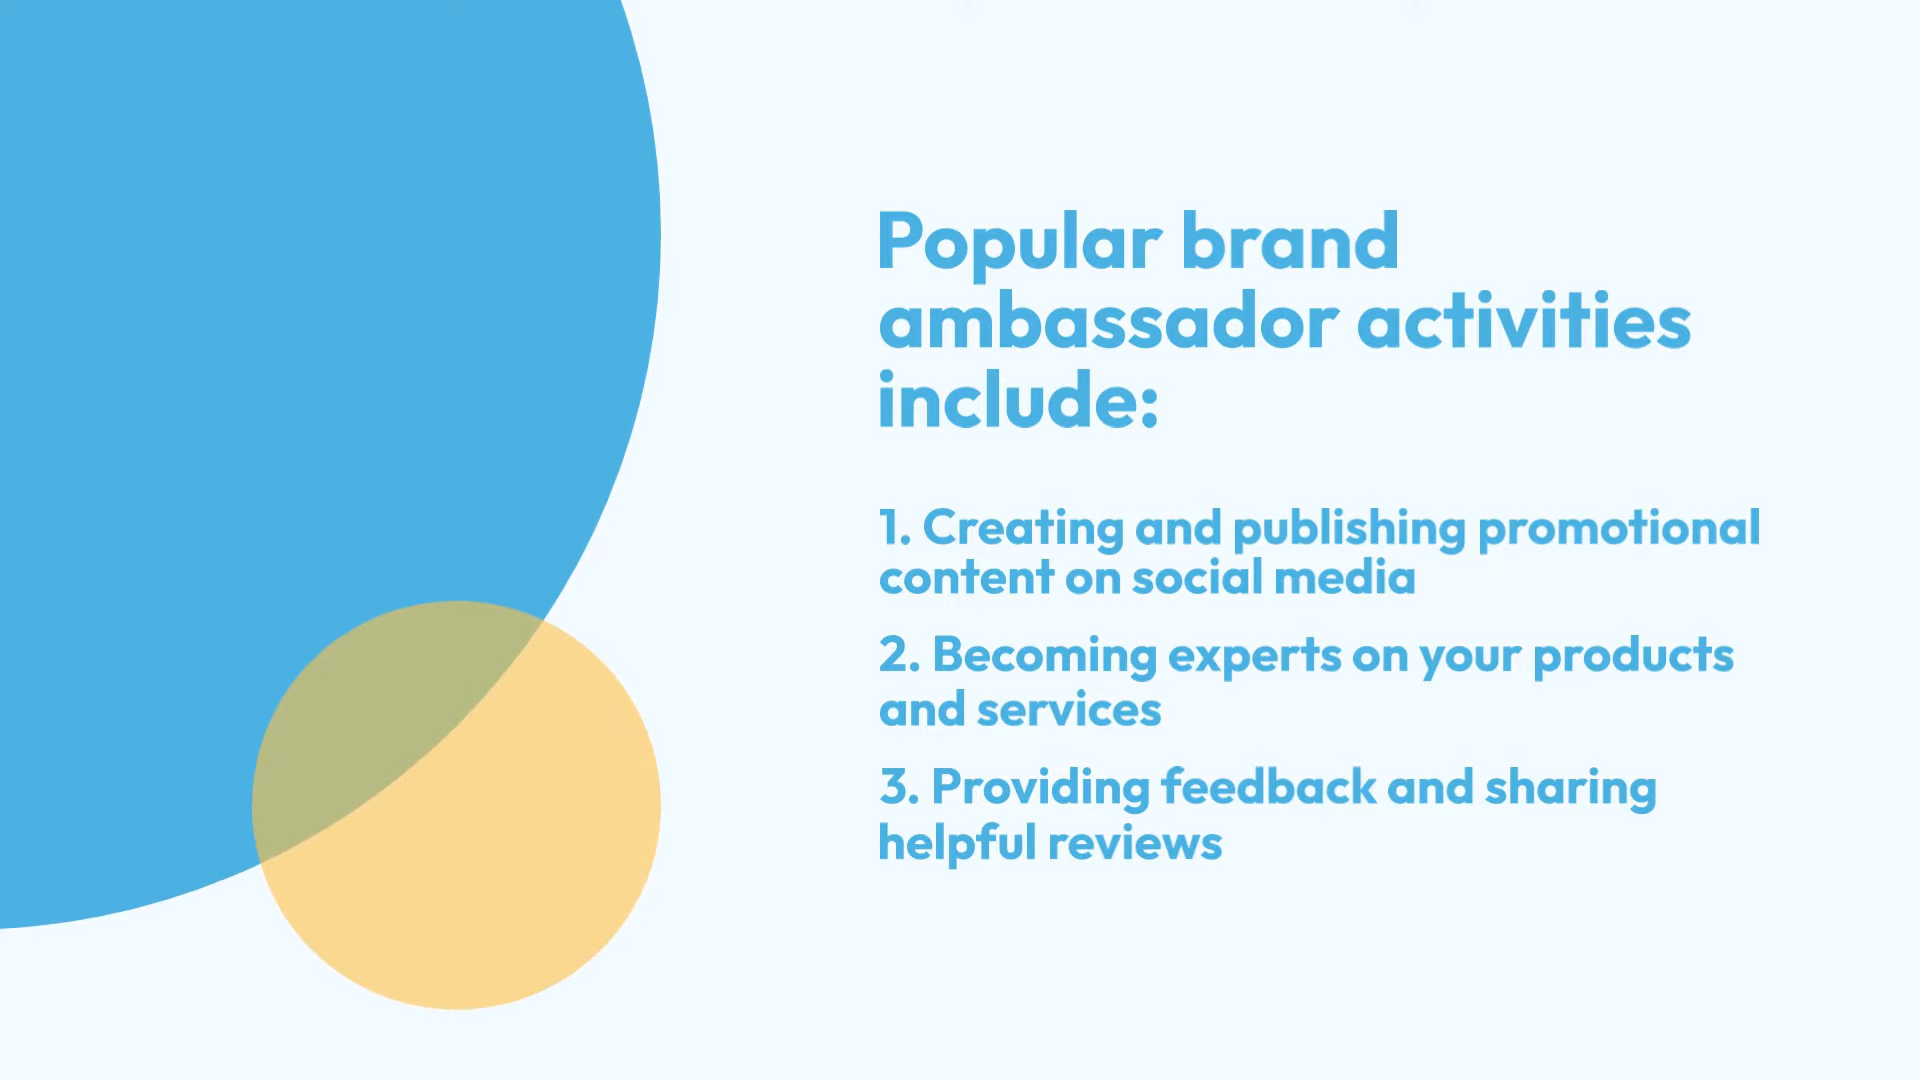 Popular brand
ambassador activities
include:
1. Creating and publishing promotional
content on social media
2. Becoming experts on your products
and services
3. Providing feedback and sharing
helpful reviews